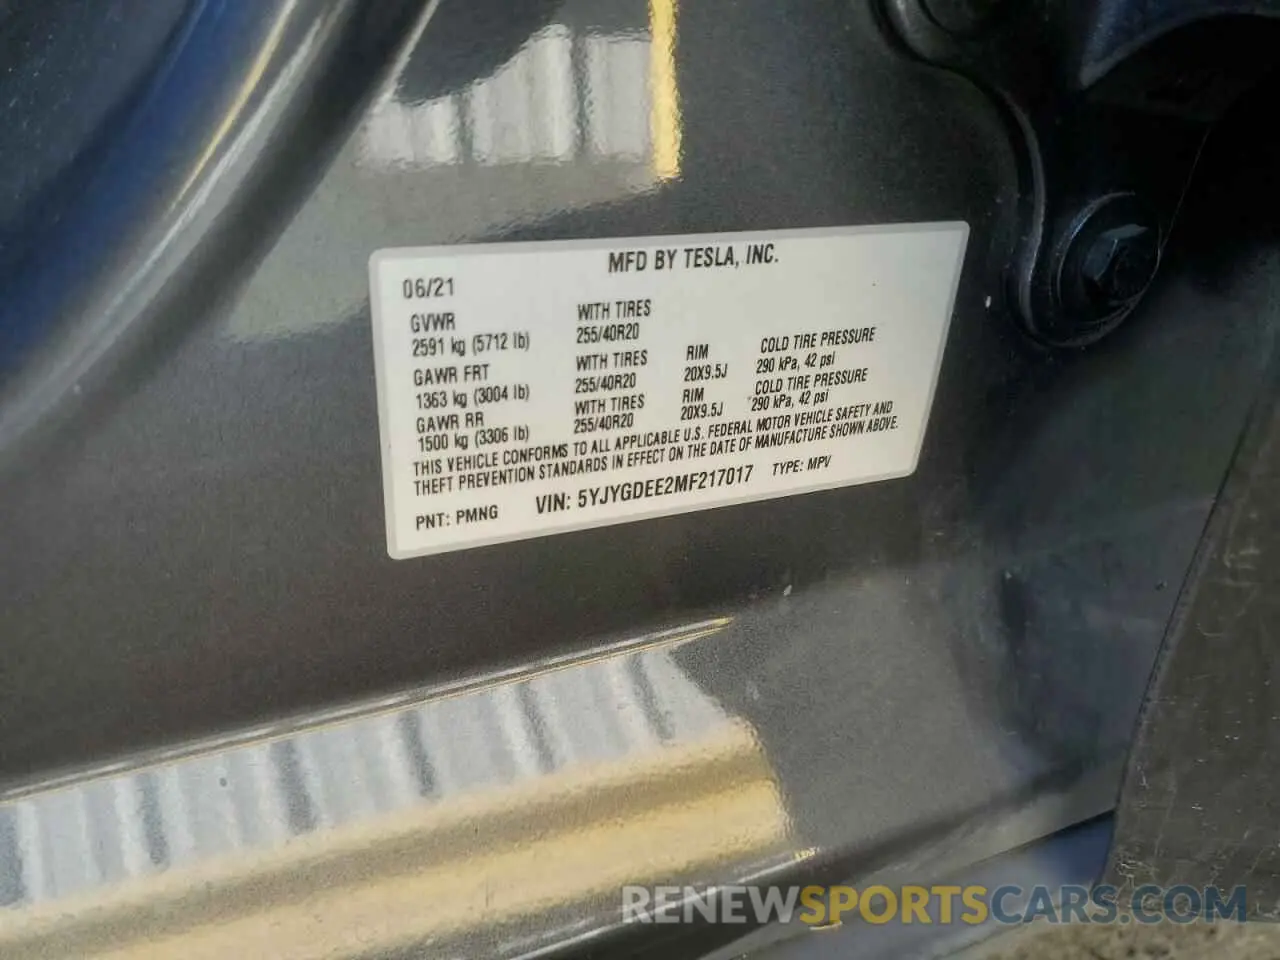 MFD BY TESLA, INC.
06/21
GVWR WITH TIRES
2591 kg (5712 lb) 255/40R20
GAWR FRT WITH TIRES RIM COLD TIRE PRESSURE
1363 kg (3004 lb) 255/40R20 20X9.5J 290 kPa, 42 psi
GAWR RR WITH TIRES RIM COLD TIRE PRESSURE
1500 kg (3306 lb) 255/40R20 20X9.5J 290 kPa, 42 psi
THIS VEHICLE CONFORMS TO ALL APPLICABLE U.S. FEDERAL MOTOR VEHICLE SAFETY AND
THEFT PREVENTION STANDARDS IN EFFECT ON THE DATE OF MANUFACTURE SHOWN ABOVE.
PNT: PMNG VIN: 5YJYGDEE2MF217017 TYPE: MPV
RENEWSPORTSCARS.COM